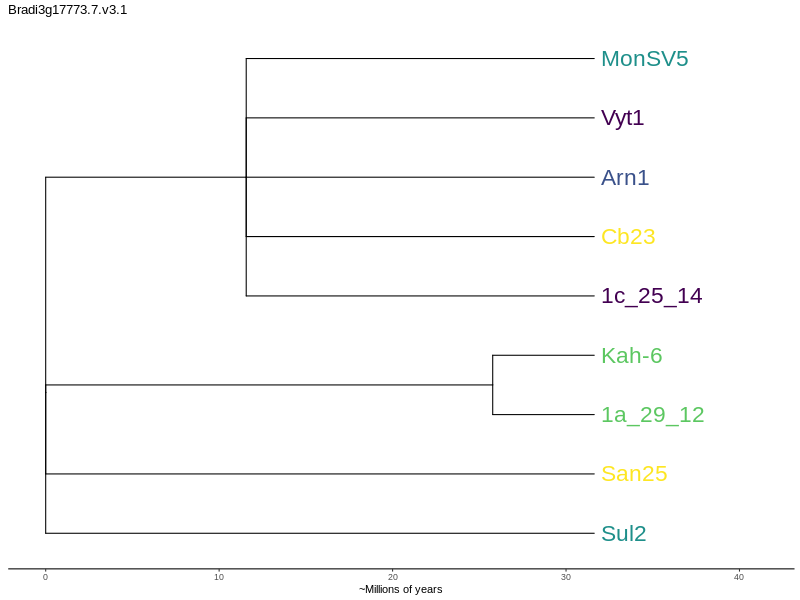 Bradi3g17773.7.v3.1
MonSV5
Vyt1
Arn1
Cb23
1c_25_14
Kah-6
1a_29_12
San25
Sul2
0 10 20 30 40
~Millions of years